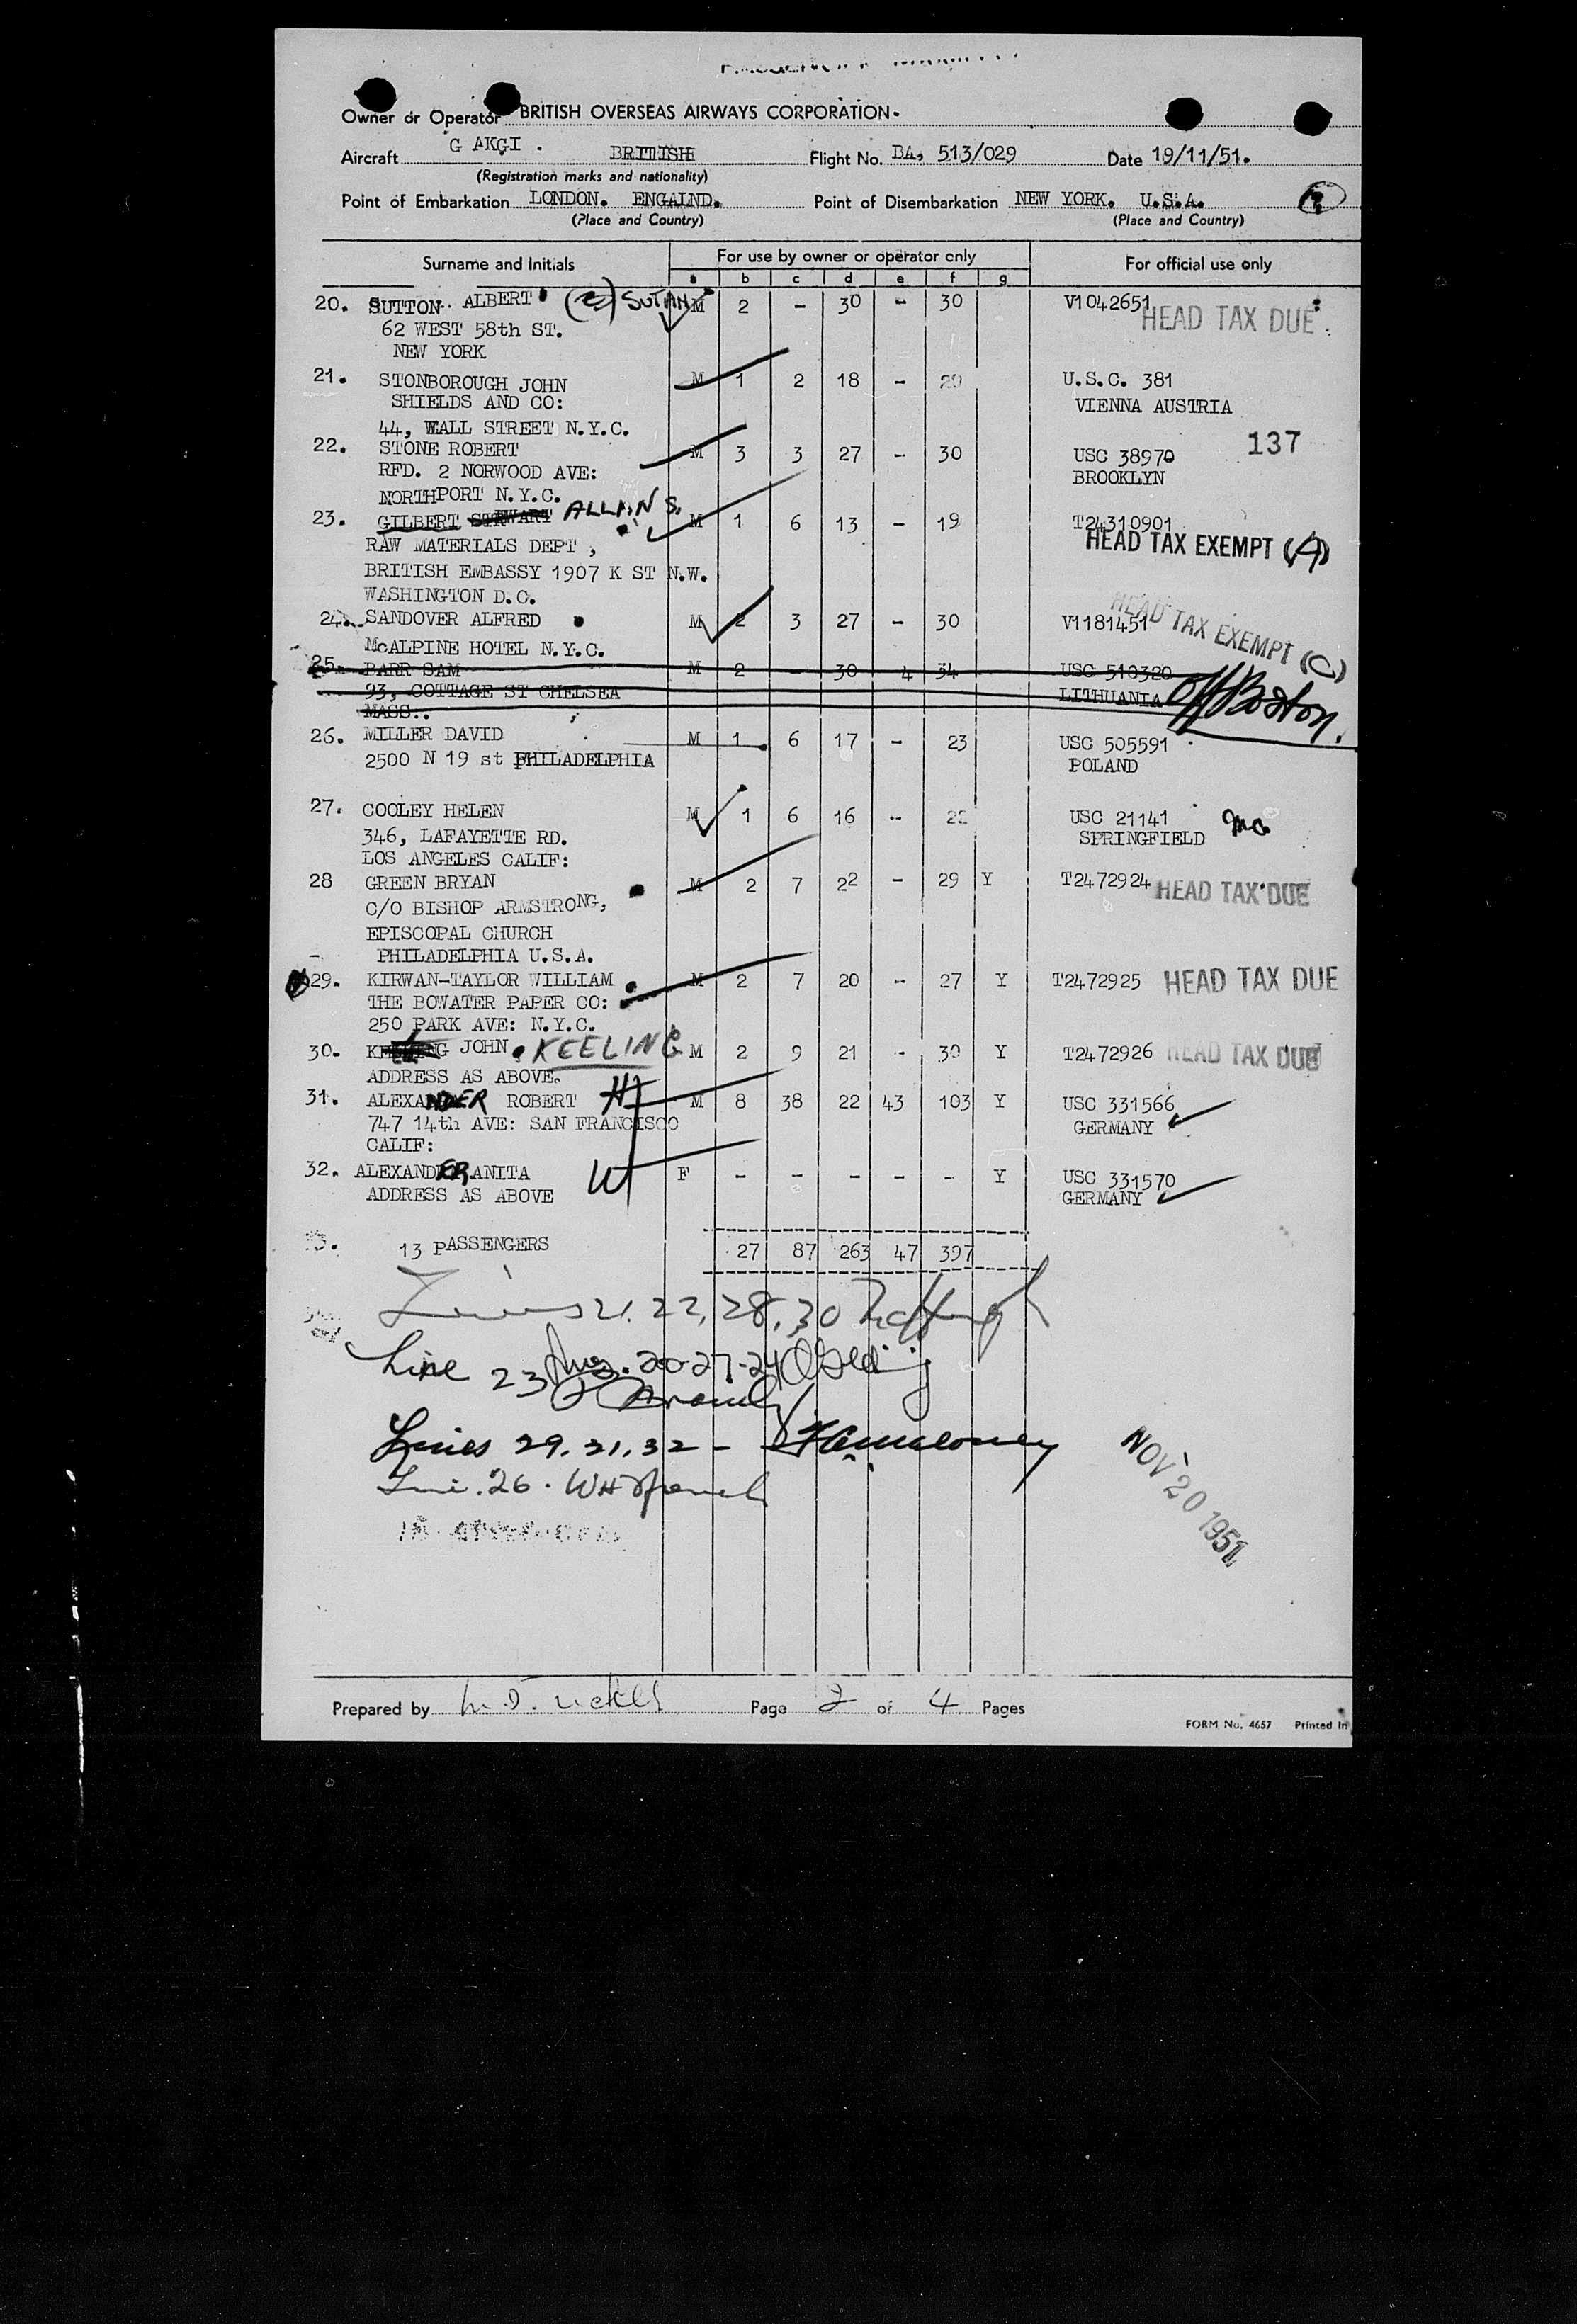 Owner or Operator BRITISH OVERSEAS AIRWAYS CORPORATION.
Aircraft G AKGI . BRITISH Flight No. BA, 513/029 Date 19/11/51.
(Registration marks and nationality)
Point of Embarkation LONDON. ENGALND. Point of Disembarkation NEW YORK. U.S.A.
(Place and Country) (Place and Country)
Surname and Initials For use by owner or operator only For official use only
a b c d e f g
20. SUTTON ALBERT SUTTAN M 2 - 30 - 30 V1042651 HEAD TAX DUE
62 WEST 58th ST.
NEW YORK
21. STONBOROUGH JOHN M 1 2 18 - 20 U.S.C. 381
SHIELDS AND CO: VIENNA AUSTRIA
44, WALL STREET N.Y.C.
22. STONE ROBERT M 3 3 27 - 30 USC 38970 137
RFD. 2 NORWOOD AVE: BROOKLYN
NORTHPORT N.Y.C.
23. GILBERT STEWART ALLAN S. M 1 6 13 - 19 T24310901
RAW MATERIALS DEPT, HEAD TAX EXEMPT (A)
BRITISH EMBASSY 1907 K ST N.W.
WASHINGTON D.C.
24. SANDOVER ALFRED M 2 3 27 - 30 V1181451 HEAD TAX EXEMPT (C)
McALPINE HOTEL N.Y.C.
25. BARR SAM M 2 - 30 4 34 USC 510320
93, COTTAGE ST CHELSEA LITHUANIA Off Boston.
MASS..
26. MILLER DAVID M 1 6 17 - 23 USC 505591
2500 N 19 st PHILADELPHIA POLAND
27. COOLEY HELEN M 1 6 16 - 22 USC 21141
346, LAFAYETTE RD. SPRINGFIELD
LOS ANGELES CALIF:
28 GREEN BRYAN M 2 7 22 - 29 Y T2472924 HEAD TAX DUE
C/O BISHOP ARMSTRONG,
EPISCOPAL CHURCH
PHILADELPHIA U.S.A.
29. KIRWAN-TAYLOR WILLIAM M 2 7 20 - 27 Y T2472925 HEAD TAX DUE
THE BOWATER PAPER CO:
250 PARK AVE: N.Y.C.
30. JOHN KEELING M 2 9 21 - 30 Y T2472926 HEAD TAX DUE
ADDRESS AS ABOVE.
31. ALEXANDER ROBERT H M 8 38 22 43 103 Y USC 331566
747 14th AVE: SAN FRANCISCO GERMANY
CALIF:
32. ALEXANDER, ANITA W F - - - - - Y USC 331570
ADDRESS AS ABOVE GERMANY
13 PASSENGERS 27 87 263 47 397
Lines 21. 22, 28, 30
Line 23 20-27-24
Lines 29. 31. 32 -
Line 26.
NOV 20 1951
Prepared by Page 2 of 4 Pages
FORM No. 4657 Printed In